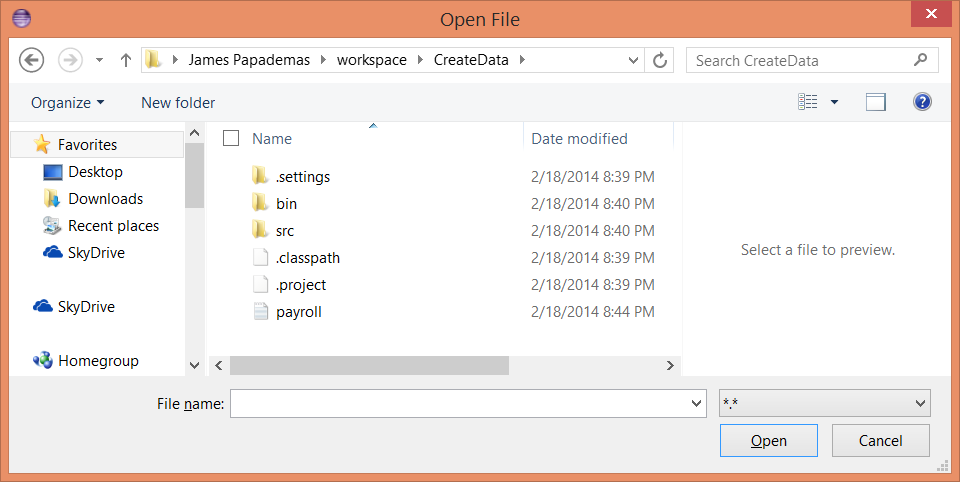 Open File
James Papademas workspace CreateData
Search CreateData
Organize New folder
Favorites
Desktop
Downloads
Recent places
SkyDrive
SkyDrive
Homegroup
Name Date modified
.settings 2/18/2014 8:39 PM
bin 2/18/2014 8:40 PM
src 2/18/2014 8:40 PM
.classpath 2/18/2014 8:39 PM
.project 2/18/2014 8:39 PM
payroll 2/18/2014 8:44 PM
Select a file to preview.
File name:
*.*
Open Cancel